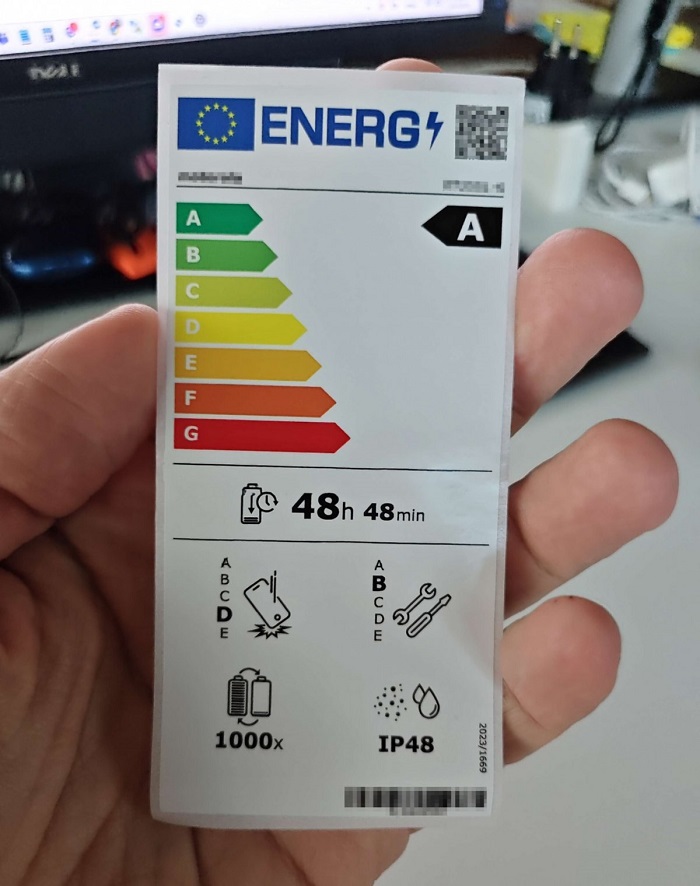 ENERG
A
A
B
C
D
E
F
G
48h 48min
A
B
C
D
E
A
B
C
D
E
1000x
IP48
2023/1669